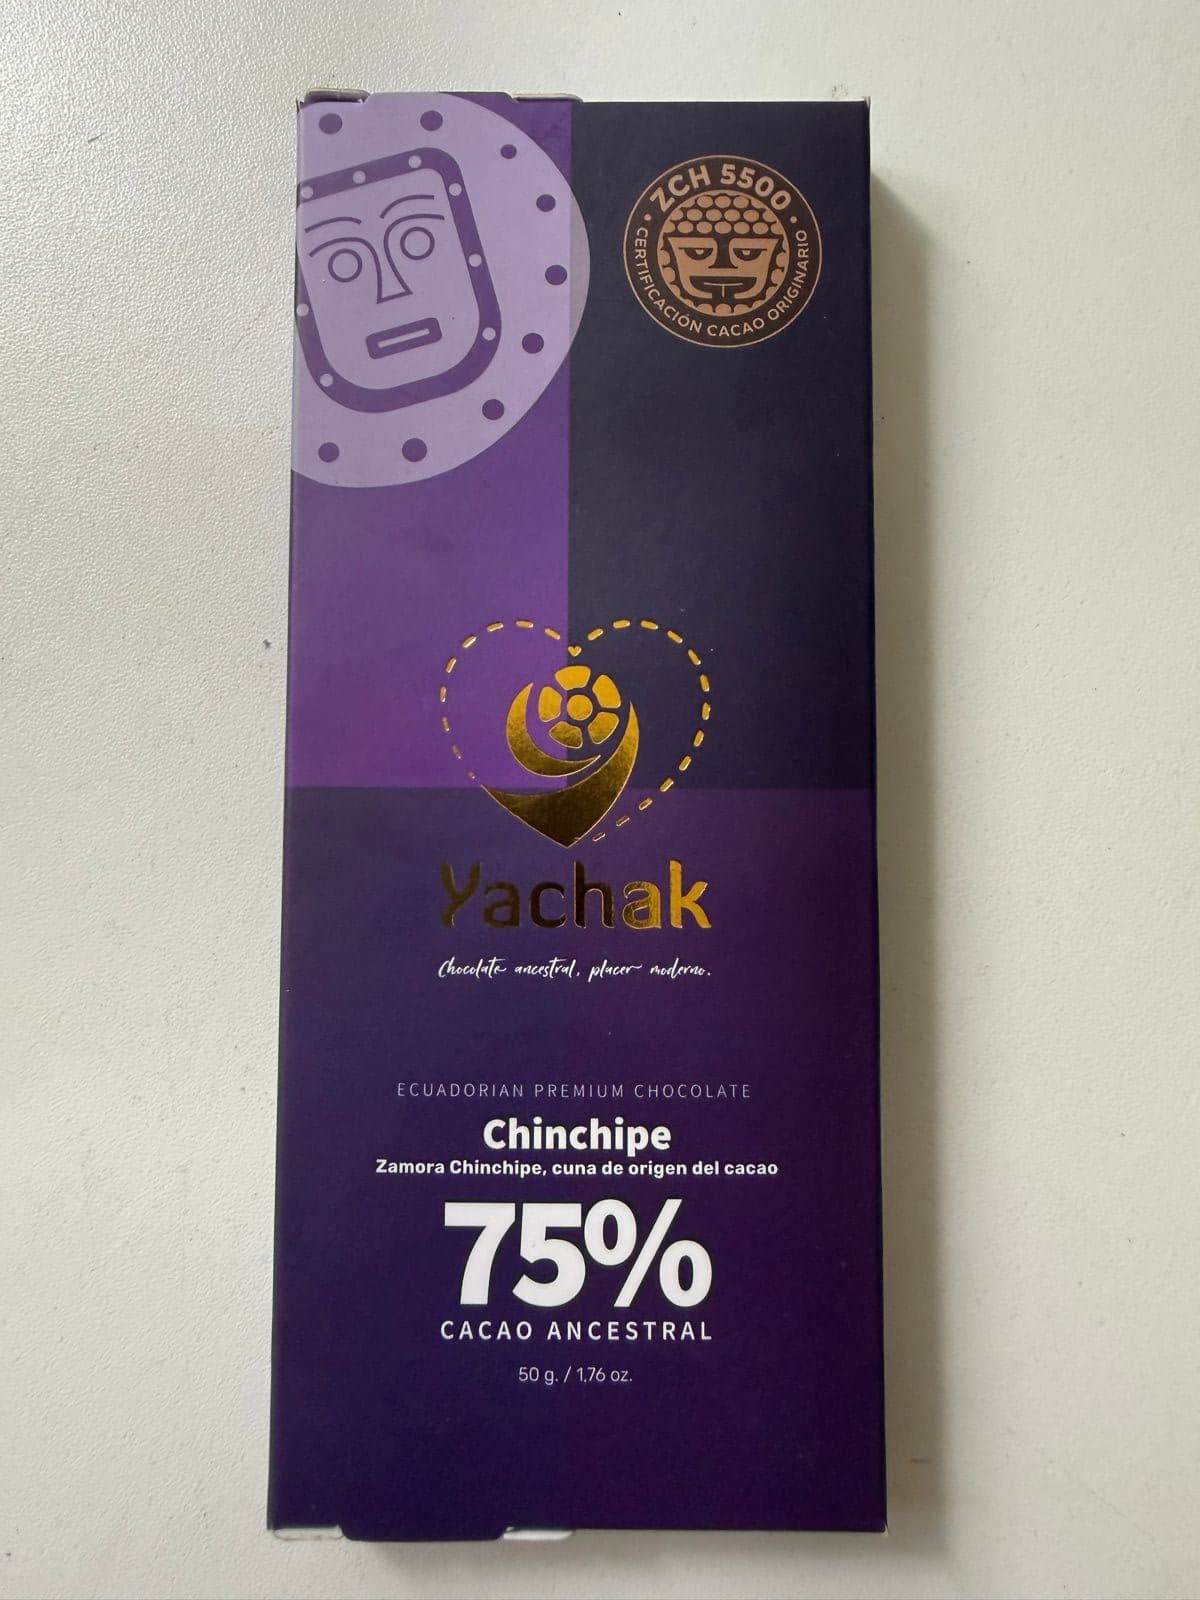 ZCH 5500
CERTIFICACIÓN CACAO ORIGINARIO
Yachak
Chocolate ancestral, placer moderno.
ECUADORIAN PREMIUM CHOCOLATE
Chinchipe
Zamora Chinchipe, cuna de origen del cacao
75%
CACAO ANCESTRAL
50 g. / 1,76 oz.